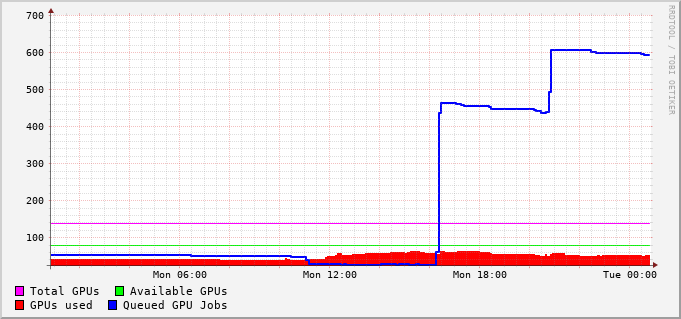 700
600
500
400
300
200
100
Mon 06:00 Mon 12:00 Mon 18:00 Tue 00:00
Total GPUs Available GPUs
GPUs used Queued GPU Jobs
RRDTOOL / TOBI OETIKER